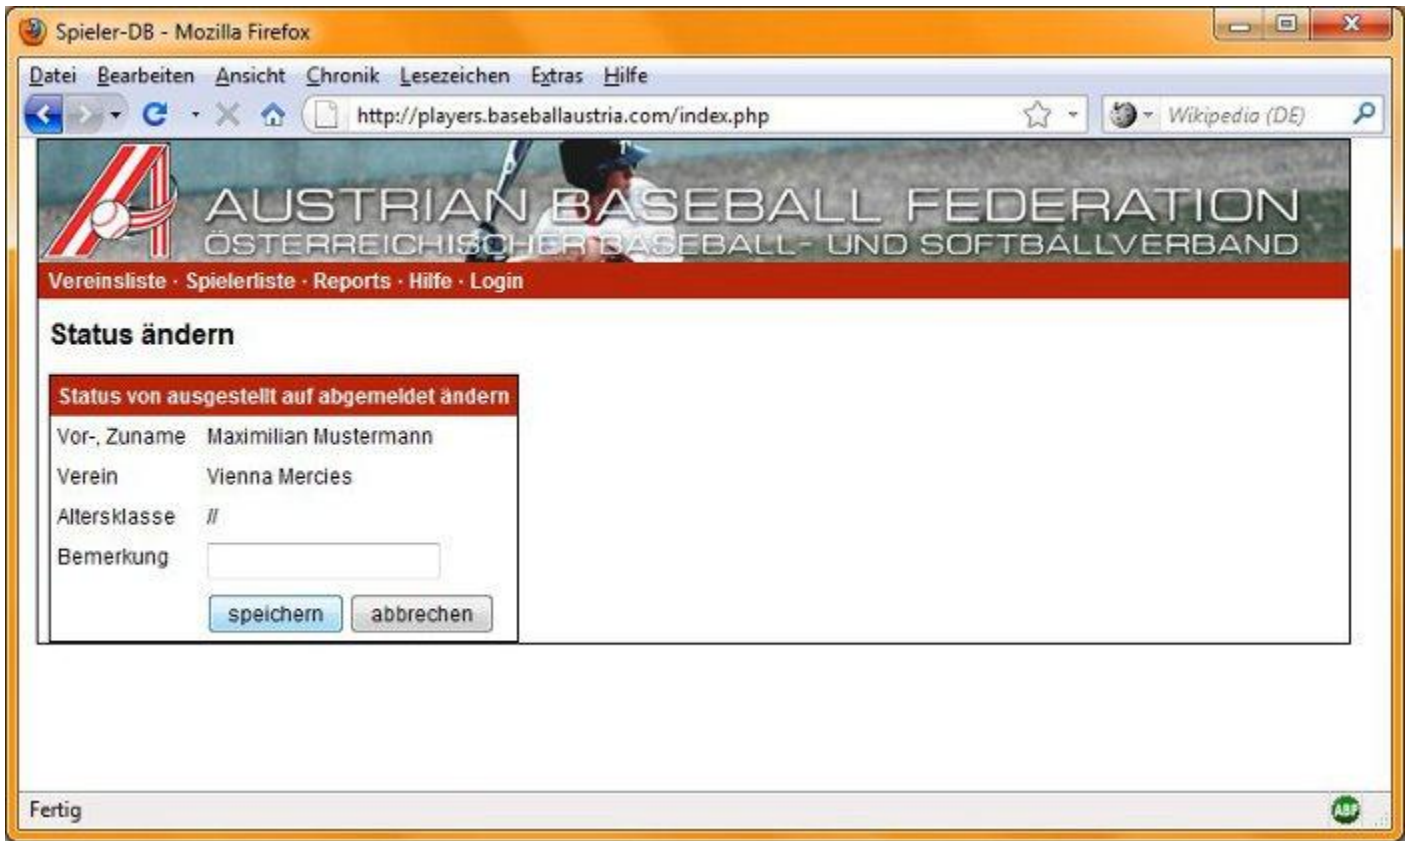 Spieler-DB - Mozilla Firefox
Datei Bearbeiten Ansicht Chronik Lesezeichen Extras Hilfe
http://players.baseballaustria.com/index.php Wikipedia (DE)
AUSTRIAN BASEBALL FEDERATION
ÖSTERREICHISCHER BASEBALL- UND SOFTBALLVERBAND
Vereinsliste · Spielerliste · Reports · Hilfe · Login
Status ändern
Status von ausgestellt auf abgemeldet ändern
Vor-, Zuname Maximilian Mustermann
Verein Vienna Mercies
Altersklasse //
Bemerkung
speichern abbrechen
Fertig ABP